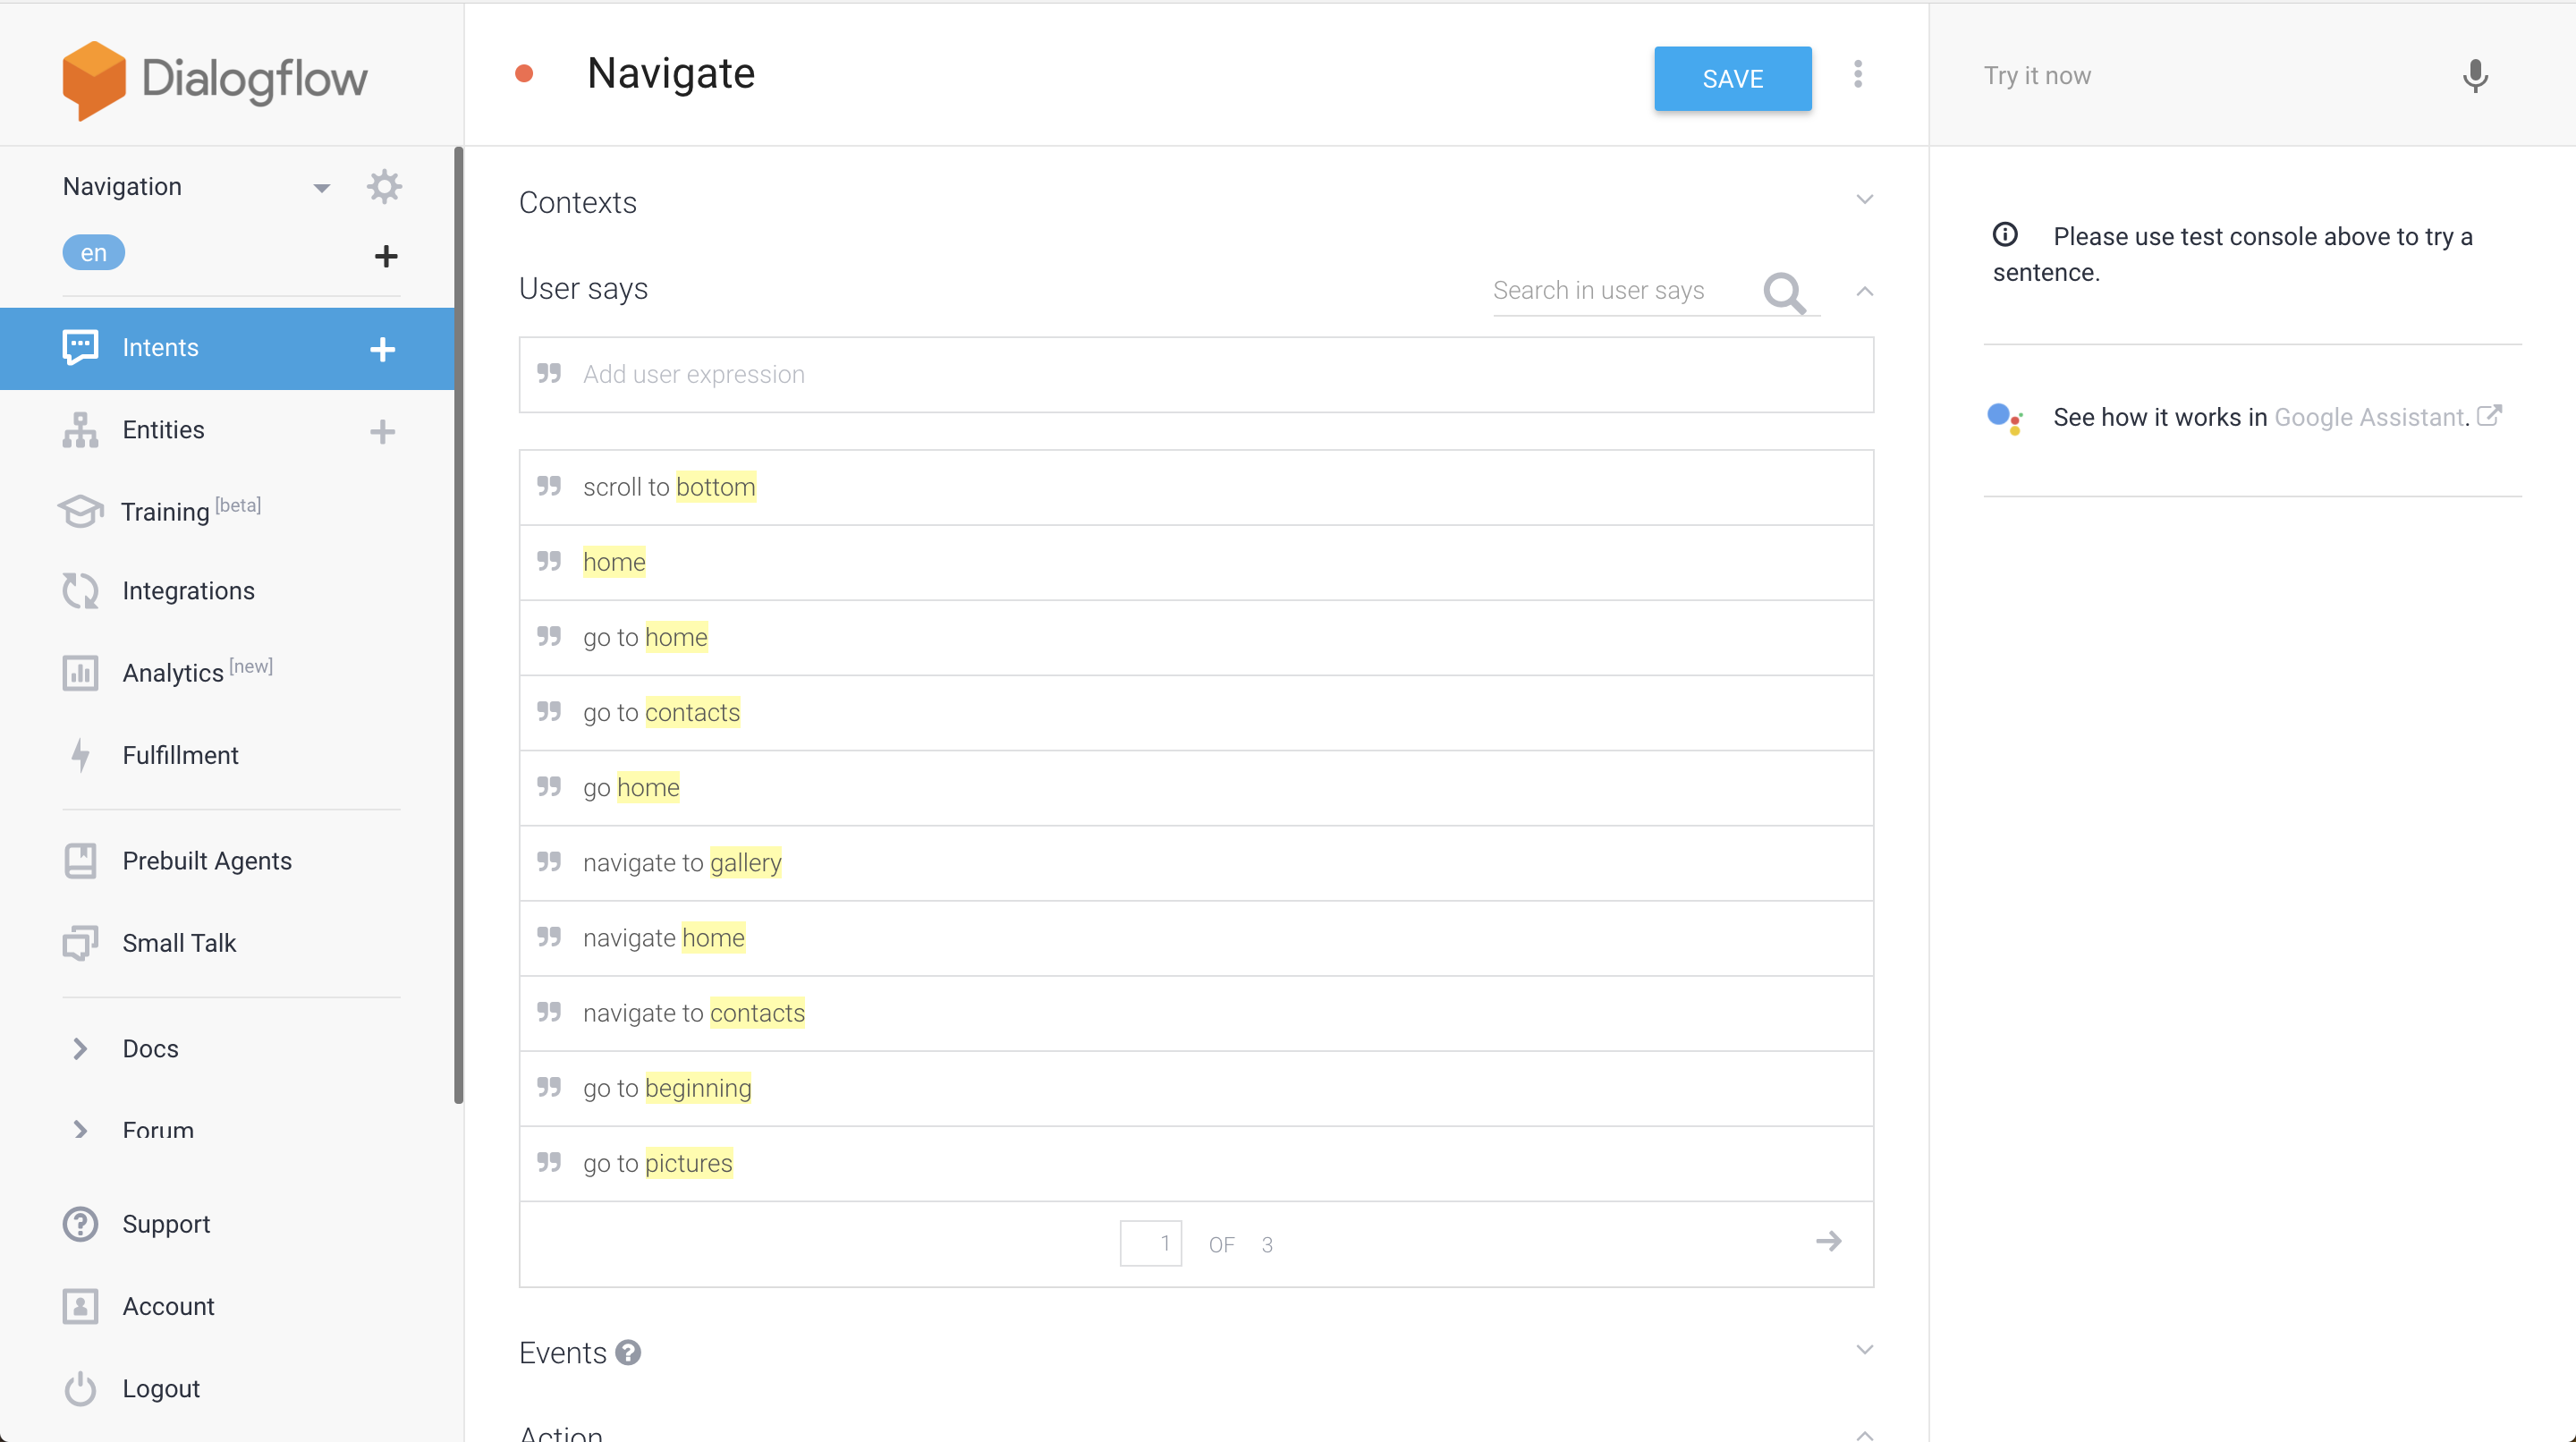 Dialogflow
Navigation
en
Intents
Entities
Training [beta]
Integrations
Analytics [new]
Fulfillment
Prebuilt Agents
Small Talk
Docs
Forum
Support
Account
Logout
Navigate
SAVE
Contexts
User says
Search in user says
Add user expression
scroll to bottom
home
go to home
go to contacts
go home
navigate to gallery
navigate home
navigate to contacts
go to beginning
go to pictures
1 OF 3
Events
Action
Try it now
Please use test console above to try a
sentence.
See how it works in Google Assistant.